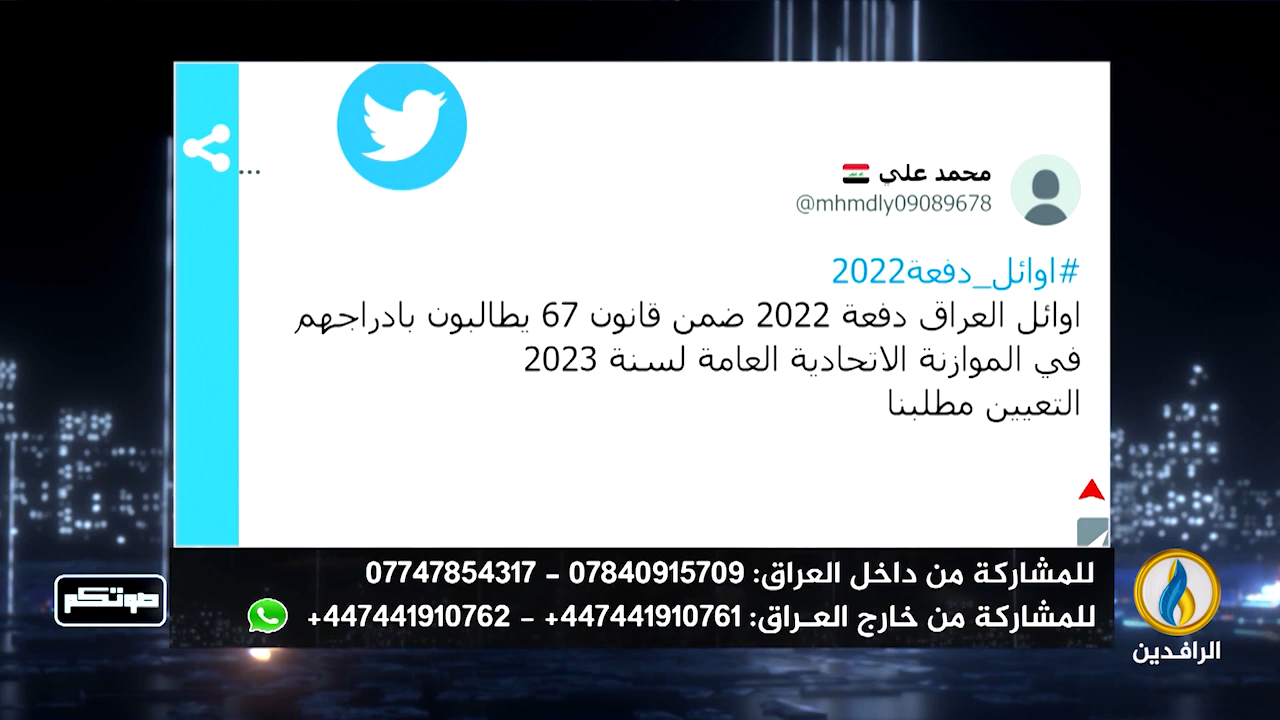 ...
محمد علي
@mhmdly09089678
#اوائل_دفعة2022
اوائل العراق دفعة 2022 ضمن قانون 67 يطالبون بادراجهم
في الموازنة الاتحادية العامة لسنة 2023
التعيين مطلبنا
للمشاركة من داخل العراق: 07840915709 - 07747854317
للمشاركة من خارج العـراق: 447441910761+ - 447441910762+
صوتكم
الرافدين